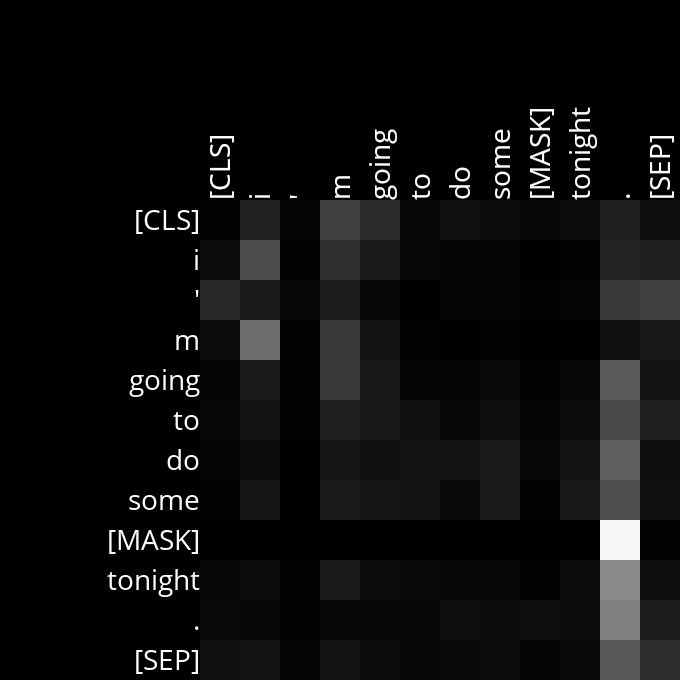 [CLS] i ' m going to do some [MASK] tonight . [SEP]
[CLS]
i
'
m
going
to
do
some
[MASK]
tonight
.
[SEP]